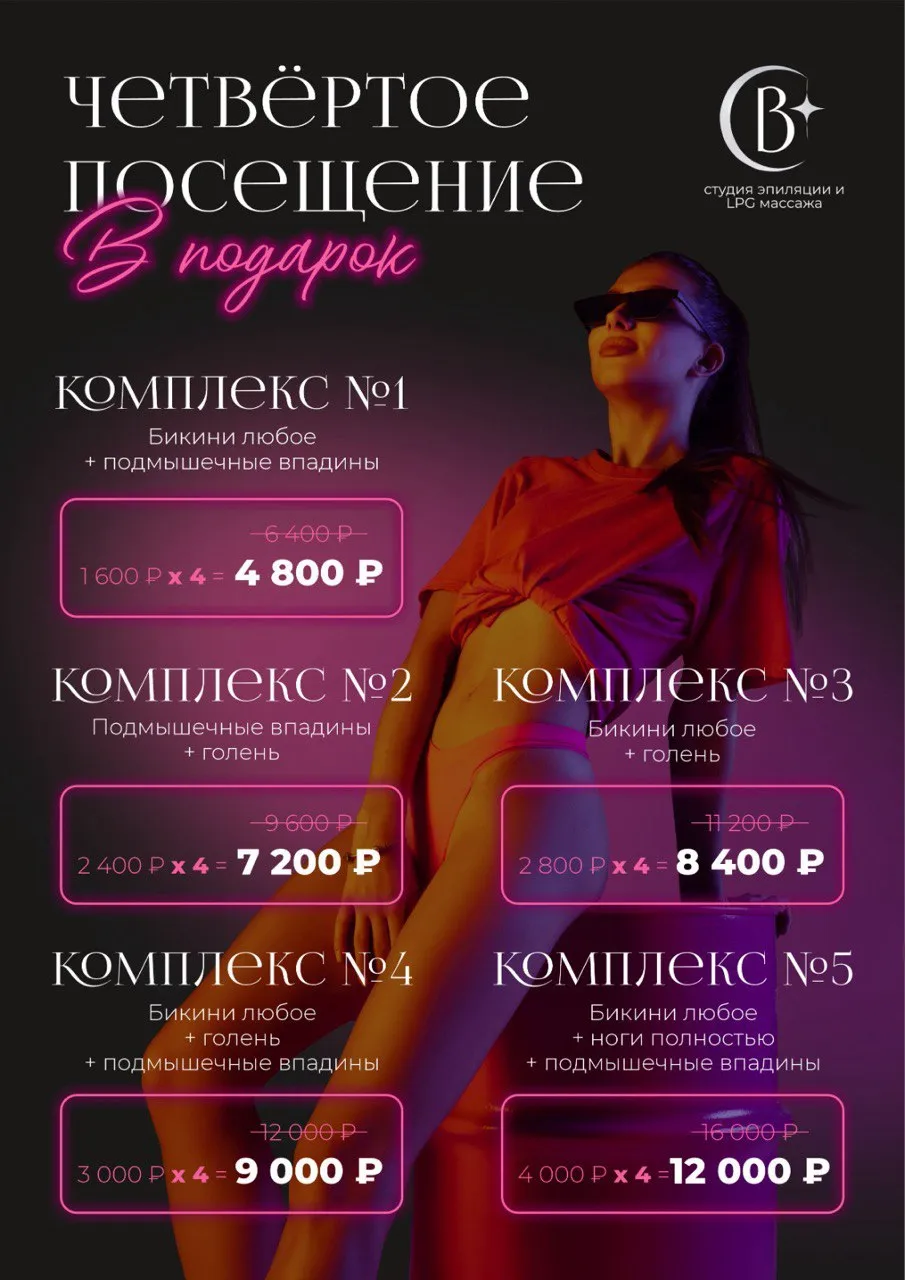 ЧЕТВЁРТОЕ
ПОСЕЩЕНИЕ
В подарок
В
студия эпиляции и
LPG массажа
КОМПЛЕКС №1
Бикини любое
+ подмышечные впадины
6 400 ₽
1 600 ₽ x 4 = 4 800 ₽
КОМПЛЕКС №2
Подмышечные впадины
+ голень
9 600 ₽
2 400 ₽ x 4 = 7 200 ₽
КОМПЛЕКС №3
Бикини любое
+ голень
11 200 ₽
2 800 ₽ x 4 = 8 400 ₽
КОМПЛЕКС №4
Бикини любое
+ голень
+ подмышечные впадины
12 000 ₽
3 000 ₽ x 4 = 9 000 ₽
КОМПЛЕКС №5
Бикини любое
+ ноги полностью
+ подмышечные впадины
16 000 ₽
4 000 ₽ x 4 =12 000 ₽